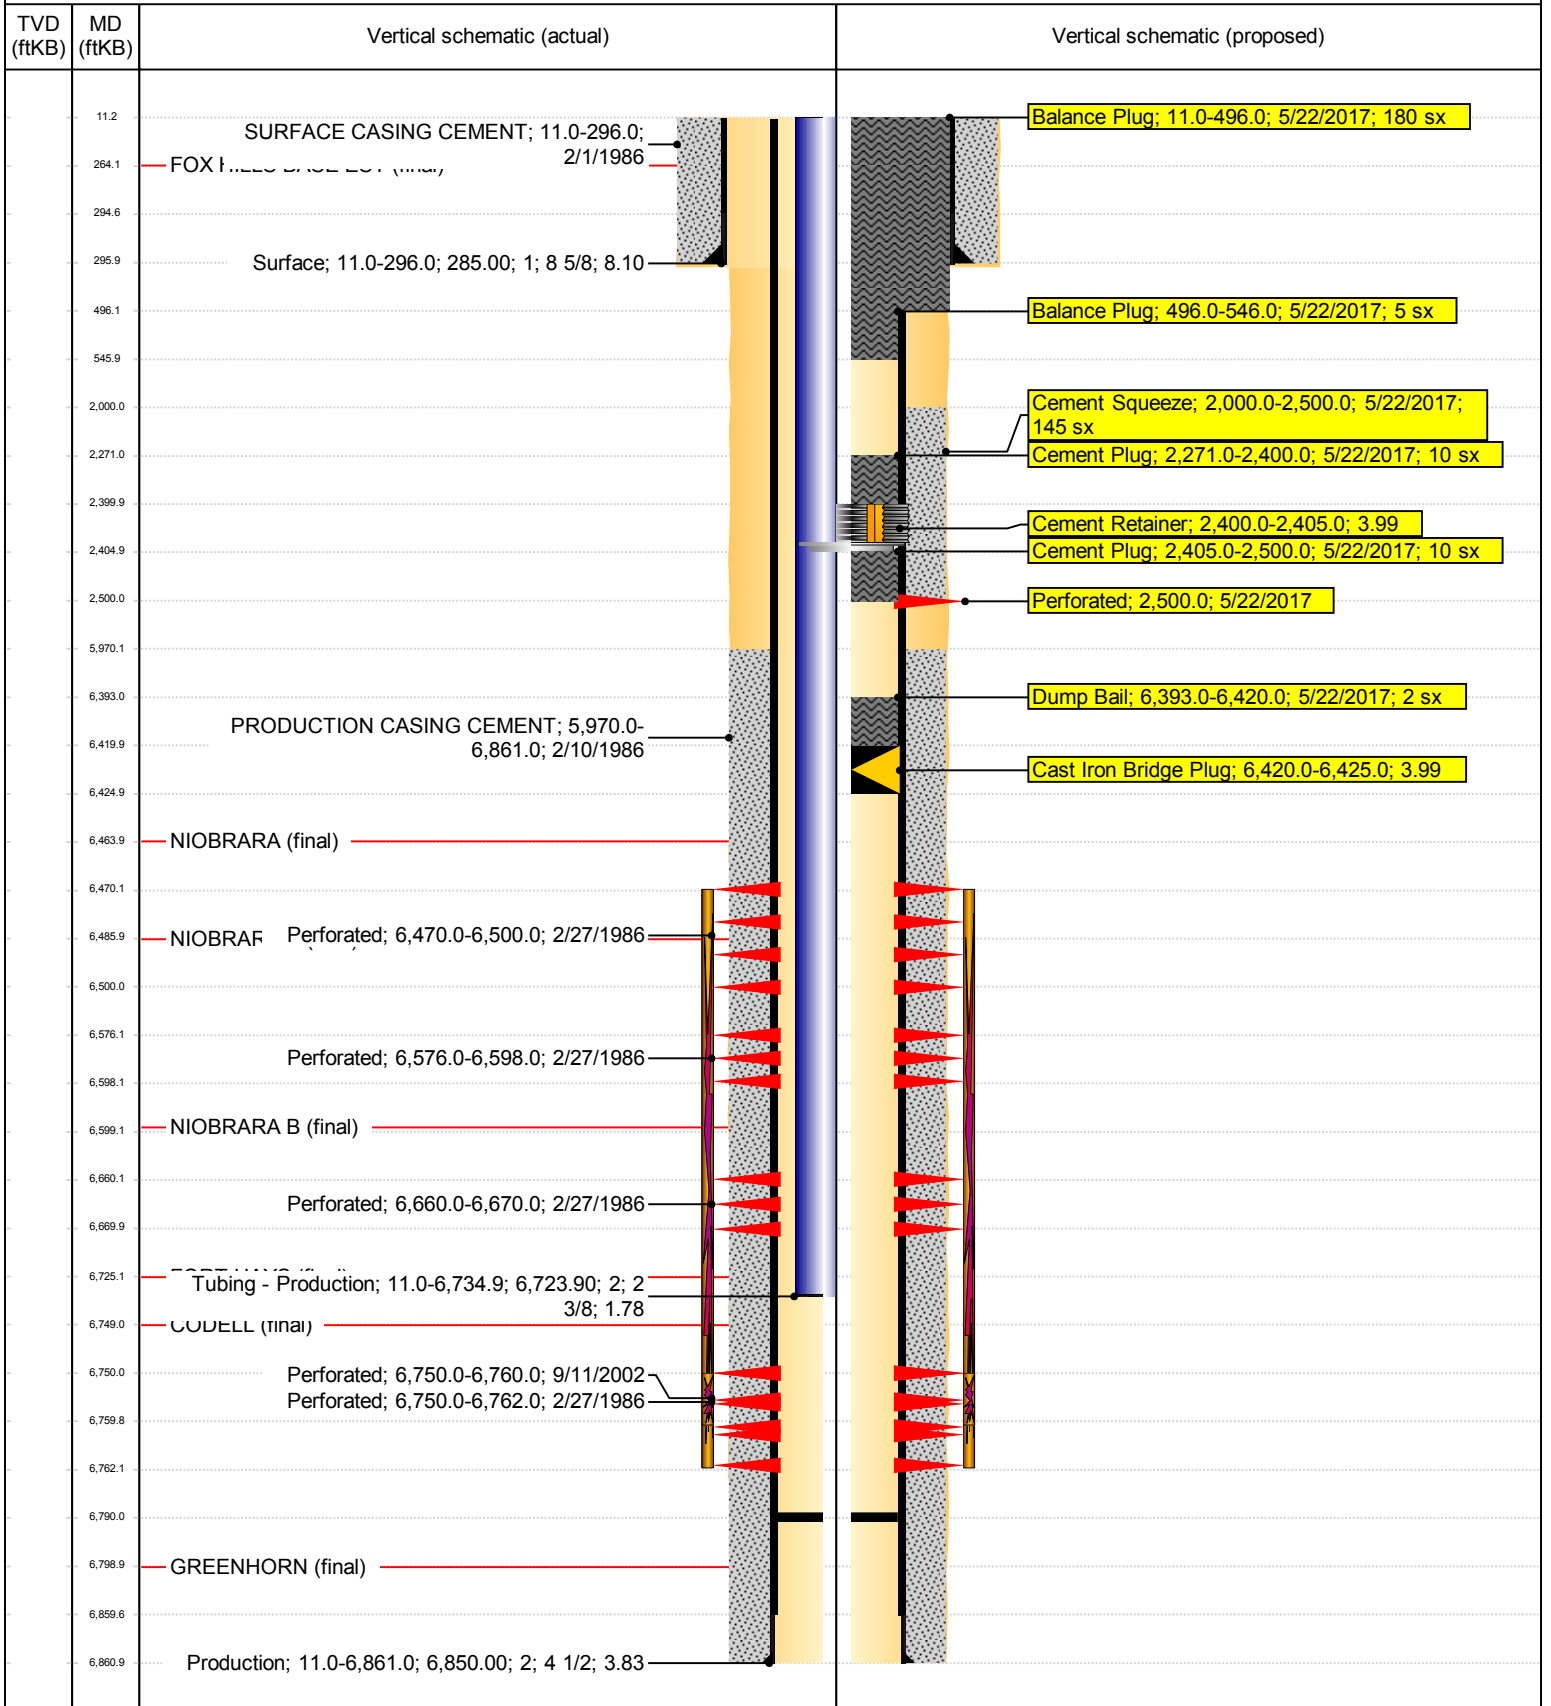 TVD (ftKB)
MD (ftKB)
Vertical schematic (actual)
Vertical schematic (proposed)
11.2
264.1
294.6
295.9
496.1
545.9
2,000.0
2,271.0
2,399.9
2,404.9
2,500.0
5,970.1
6,393.0
6,419.9
6,424.9
6,463.9
6,470.1
6,485.9
6,500.0
6,576.1
6,598.1
6,599.1
6,660.1
6,669.9
6,725.1
6,749.0
6,750.0
6,759.8
6,762.1
6,790.0
6,798.9
6,859.6
6,860.9
SURFACE CASING CEMENT; 11.0-296.0;
2/1/1986
FOX
(final)
Surface; 11.0-296.0; 285.00; 1; 8 5/8; 8.10
PRODUCTION CASING CEMENT; 5,970.0-
6,861.0; 2/10/1986
NIOBRARA (final)
Perforated; 6,470.0-6,500.0; 2/27/1986
Perforated; 6,576.0-6,598.0; 2/27/1986
NIOBRARA B (final)
Perforated; 6,660.0-6,670.0; 2/27/1986
Tubing - Production; 11.0-6,734.9; 6,723.90; 2; 2
3/8; 1.78
CODELL (final)
Perforated; 6,750.0-6,760.0; 9/11/2002
Perforated; 6,750.0-6,762.0; 2/27/1986
GREENHORN (final)
Production; 11.0-6,861.0; 6,850.00; 2; 4 1/2; 3.83
Balance Plug; 11.0-496.0; 5/22/2017; 180 sx
Balance Plug; 496.0-546.0; 5/22/2017; 5 sx
Cement Squeeze; 2,000.0-2,500.0; 5/22/2017;
145 sx
Cement Plug; 2,271.0-2,400.0; 5/22/2017; 10 sx
Cement Retainer; 2,400.0-2,405.0; 3.99
Cement Plug; 2,405.0-2,500.0; 5/22/2017; 10 sx
Perforated; 2,500.0; 5/22/2017
Dump Bail; 6,393.0-6,420.0; 5/22/2017; 2 sx
Cast Iron Bridge Plug; 6,420.0-6,425.0; 3.99